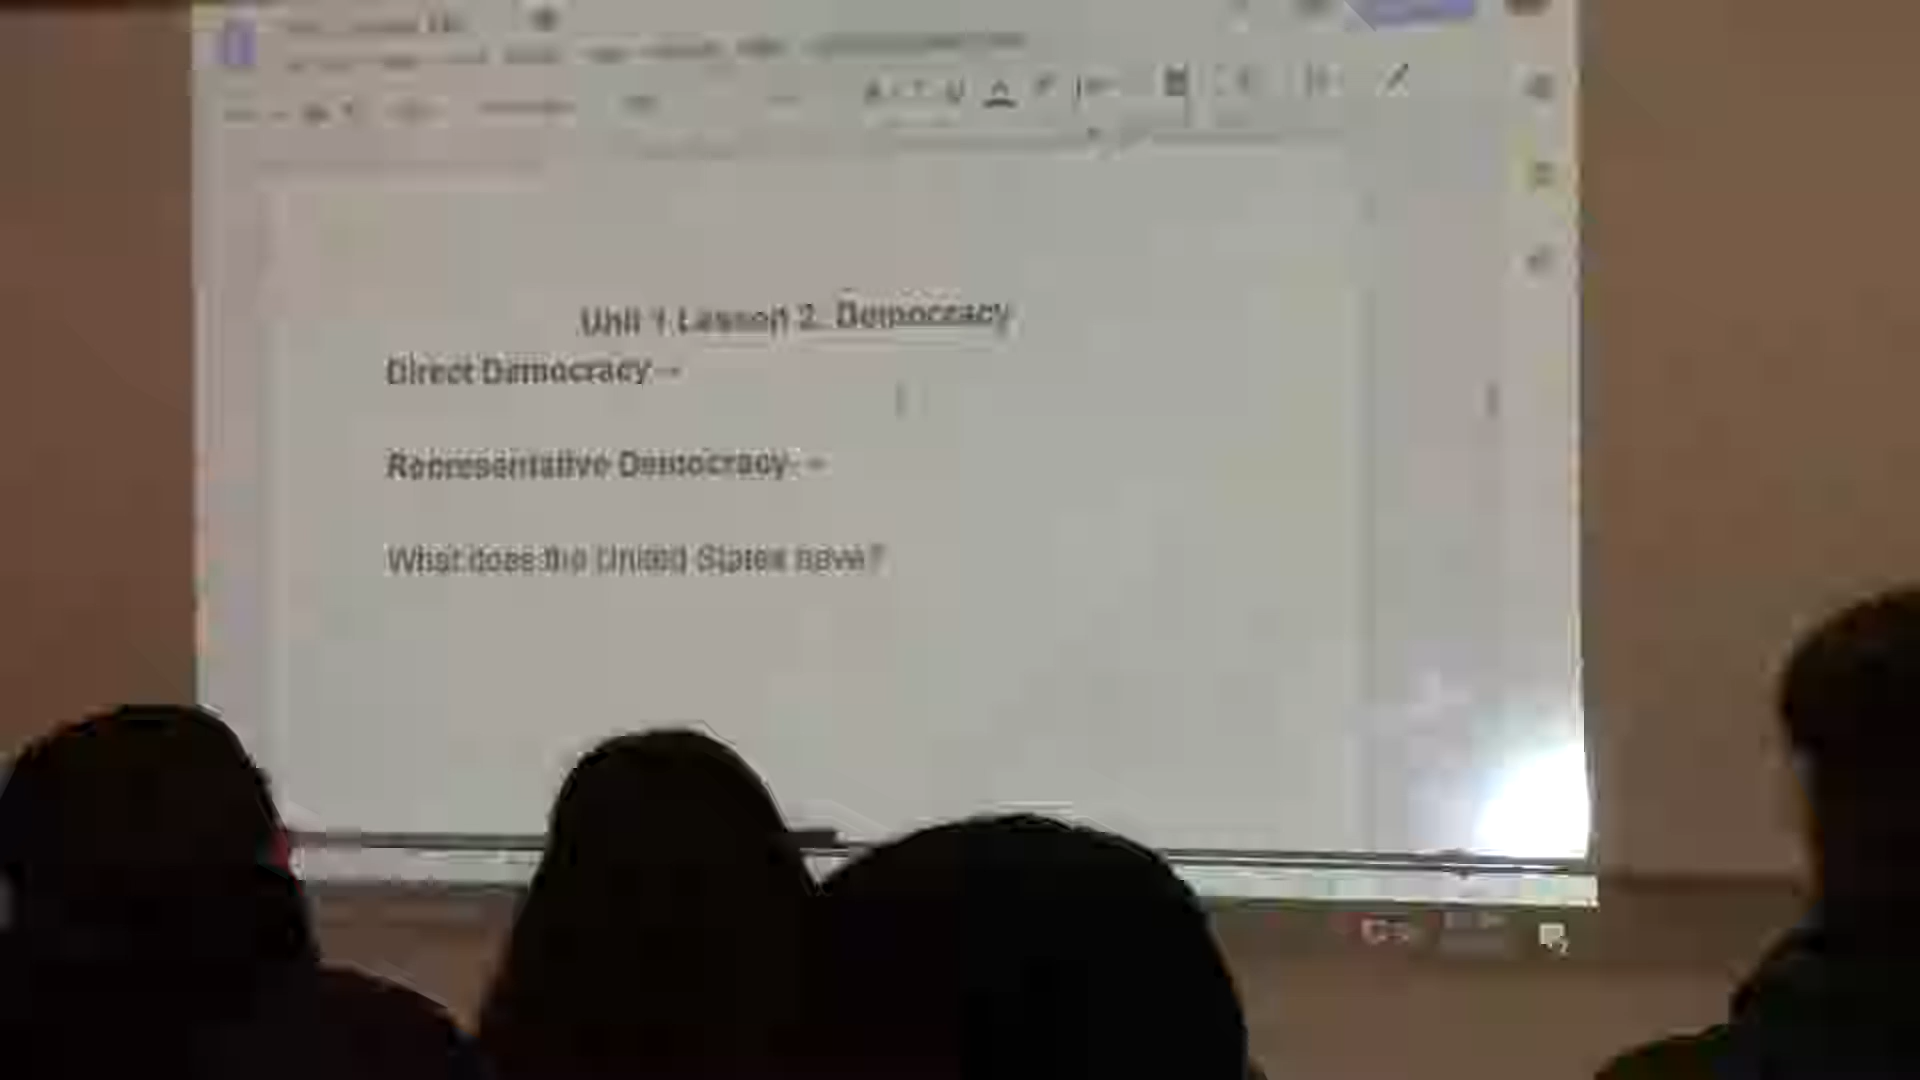 Unit 1 Lesson 2: Democracy
Direct Democracy –
Representative Democracy –
What does the United States have?